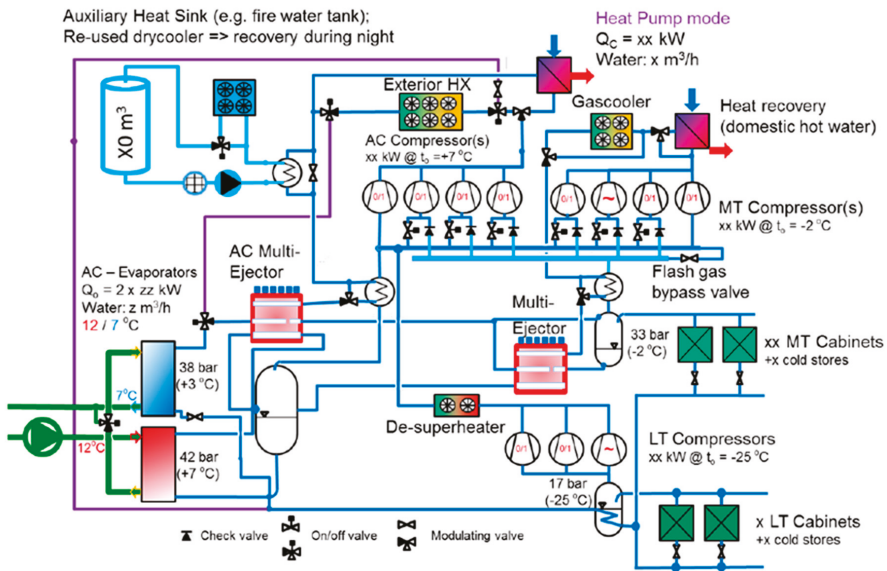 Auxiliary Heat Sink (e.g. fire water tank);
Re-used drycooler => recovery during night
Heat Pump mode
Q_C = xx kW
Water: x m³/h
X0 m³
Exterior HX
AC Compressor(s)
xx kW @ t_o =+7 °C
Gascooler
Heat recovery
(domestic hot water)
0/1
0/1
0/1
0/1
0/1
~
0/1
0/1
MT Compressor(s)
xx kW @ t_o = -2 °C
Flash gas
bypass valve
AC – Evaporators
Q_o = 2 x zz kW
Water: z m³/h
12 / 7 °C
AC Multi-
Ejector
Multi-
Ejector
33 bar
(-2 °C)
xx MT Cabinets
+x cold stores
38 bar
(+3 °C)
7°C
12°C
42 bar
(+7 °C)
De-superheater
0/1
0/1
~
LT Compressors
xx kW @ t_o = -25 °C
17 bar
(-25 °C)
x LT Cabinets
+x cold stores
Check valve
On/off valve
Modulating valve